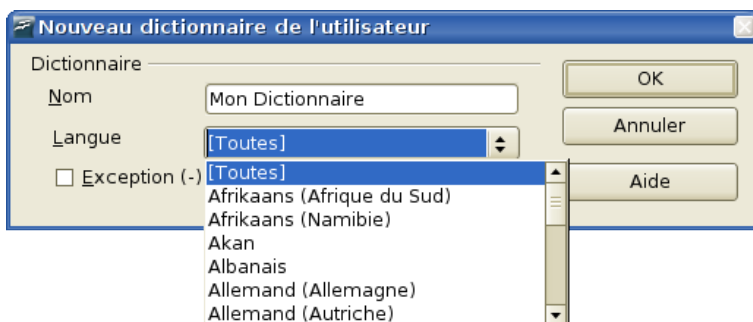 Nouveau dictionnaire de l'utilisateur
Dictionnaire
Nom
Mon Dictionnaire
Langue
[Toutes]
Exception (-)
[Toutes]
Afrikaans (Afrique du Sud)
Afrikaans (Namibie)
Akan
Albanais
Allemand (Allemagne)
Allemand (Autriche)
OK
Annuler
Aide